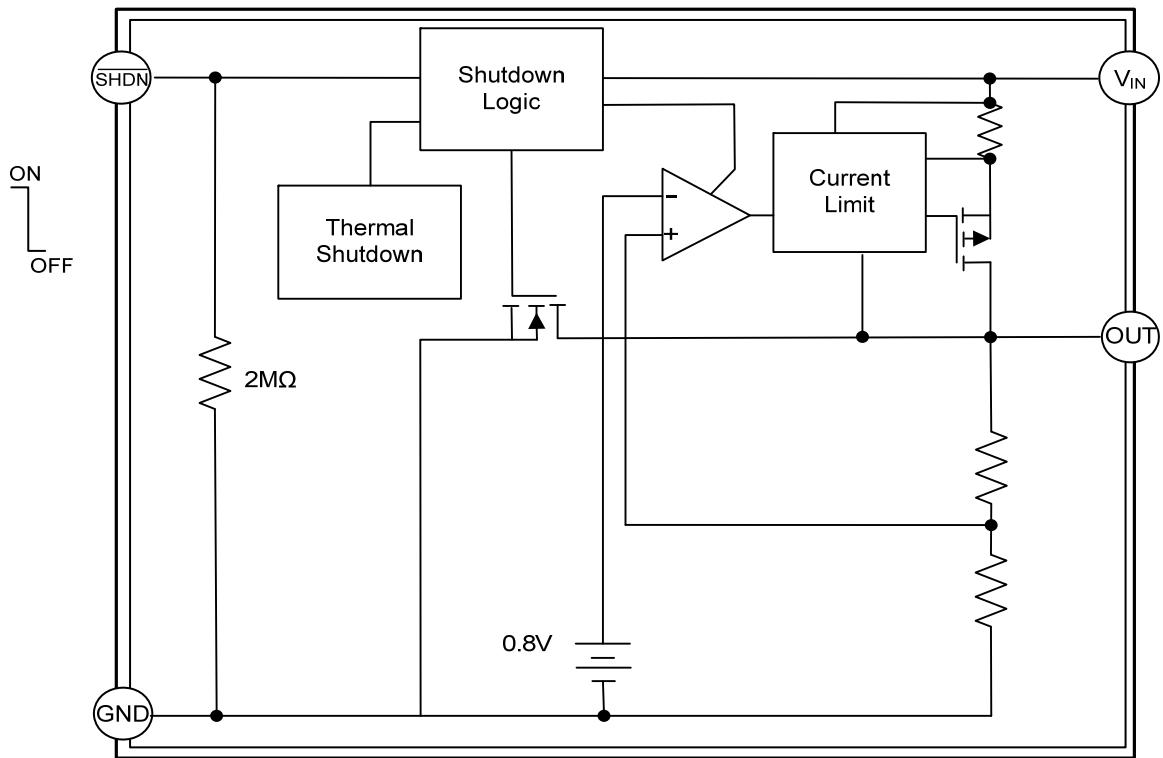 SHDN
Shutdown
Logic
VIN
ON
OFF
Thermal
Shutdown
-
+
Current
Limit
OUT
2MΩ
0.8V
GND